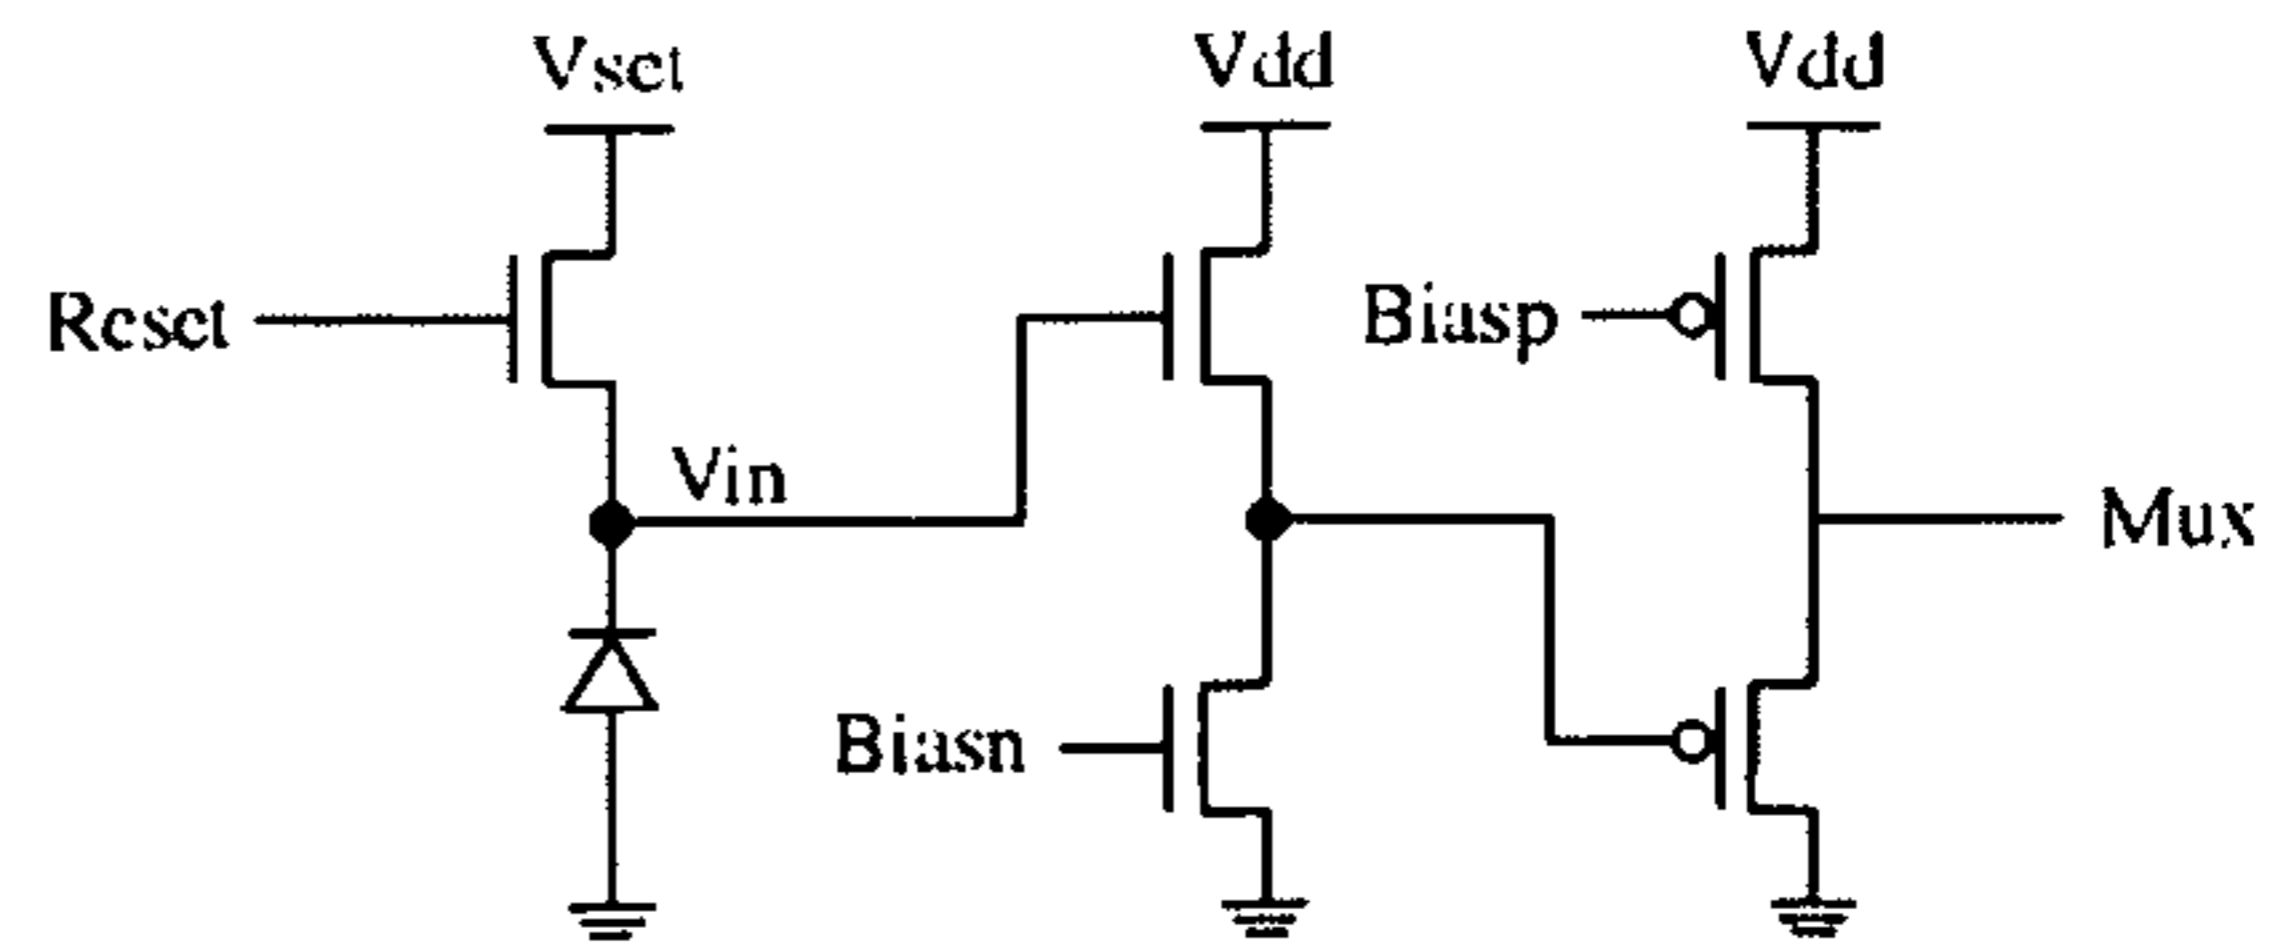 Vset
Vdd
Vdd
Reset
Biasp
Vin
Mux
Biasn